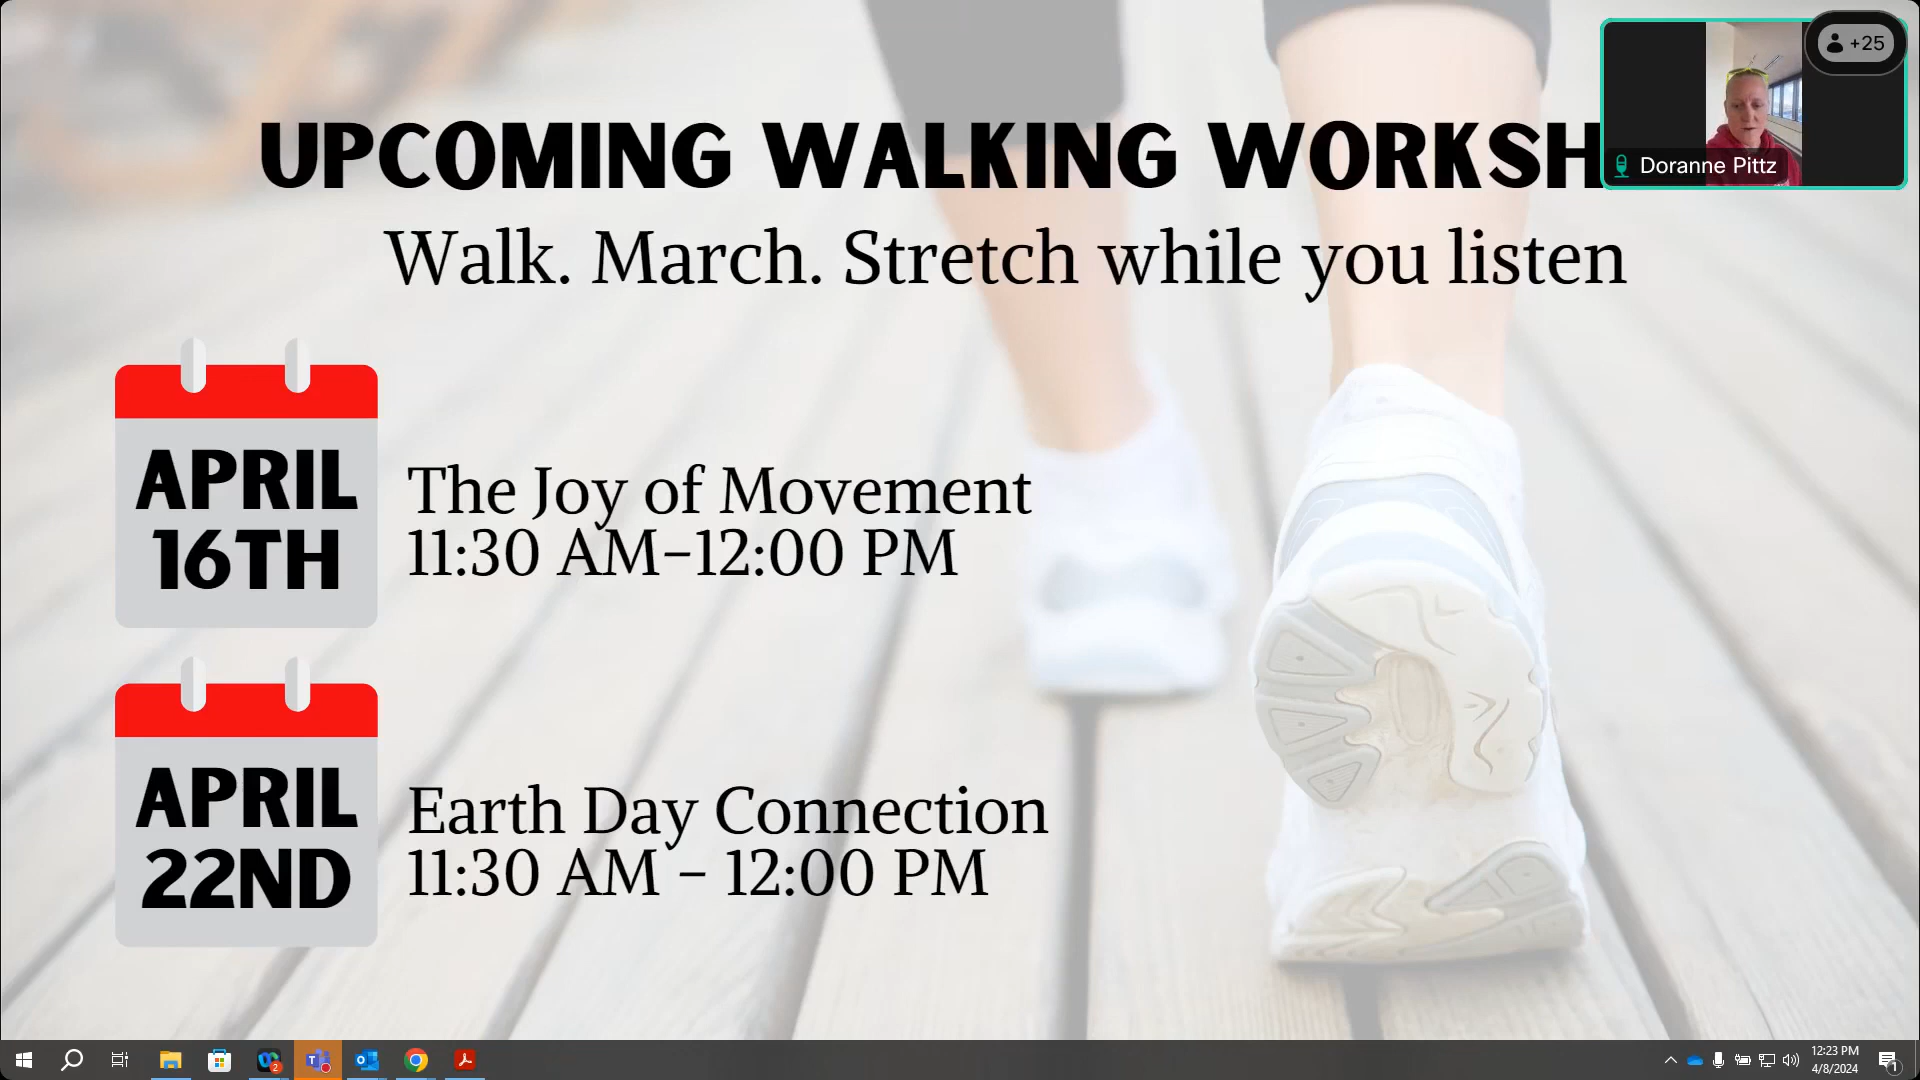 UPCOMING WALKING WORKSH
Walk. March. Stretch while you listen
APRIL
16TH
The Joy of Movement
11:30 AM–12:00 PM
APRIL
22ND
Earth Day Connection
11:30 AM – 12:00 PM
+25
Doranne Pittz
2
T
12:23 PM
4/8/2024
1